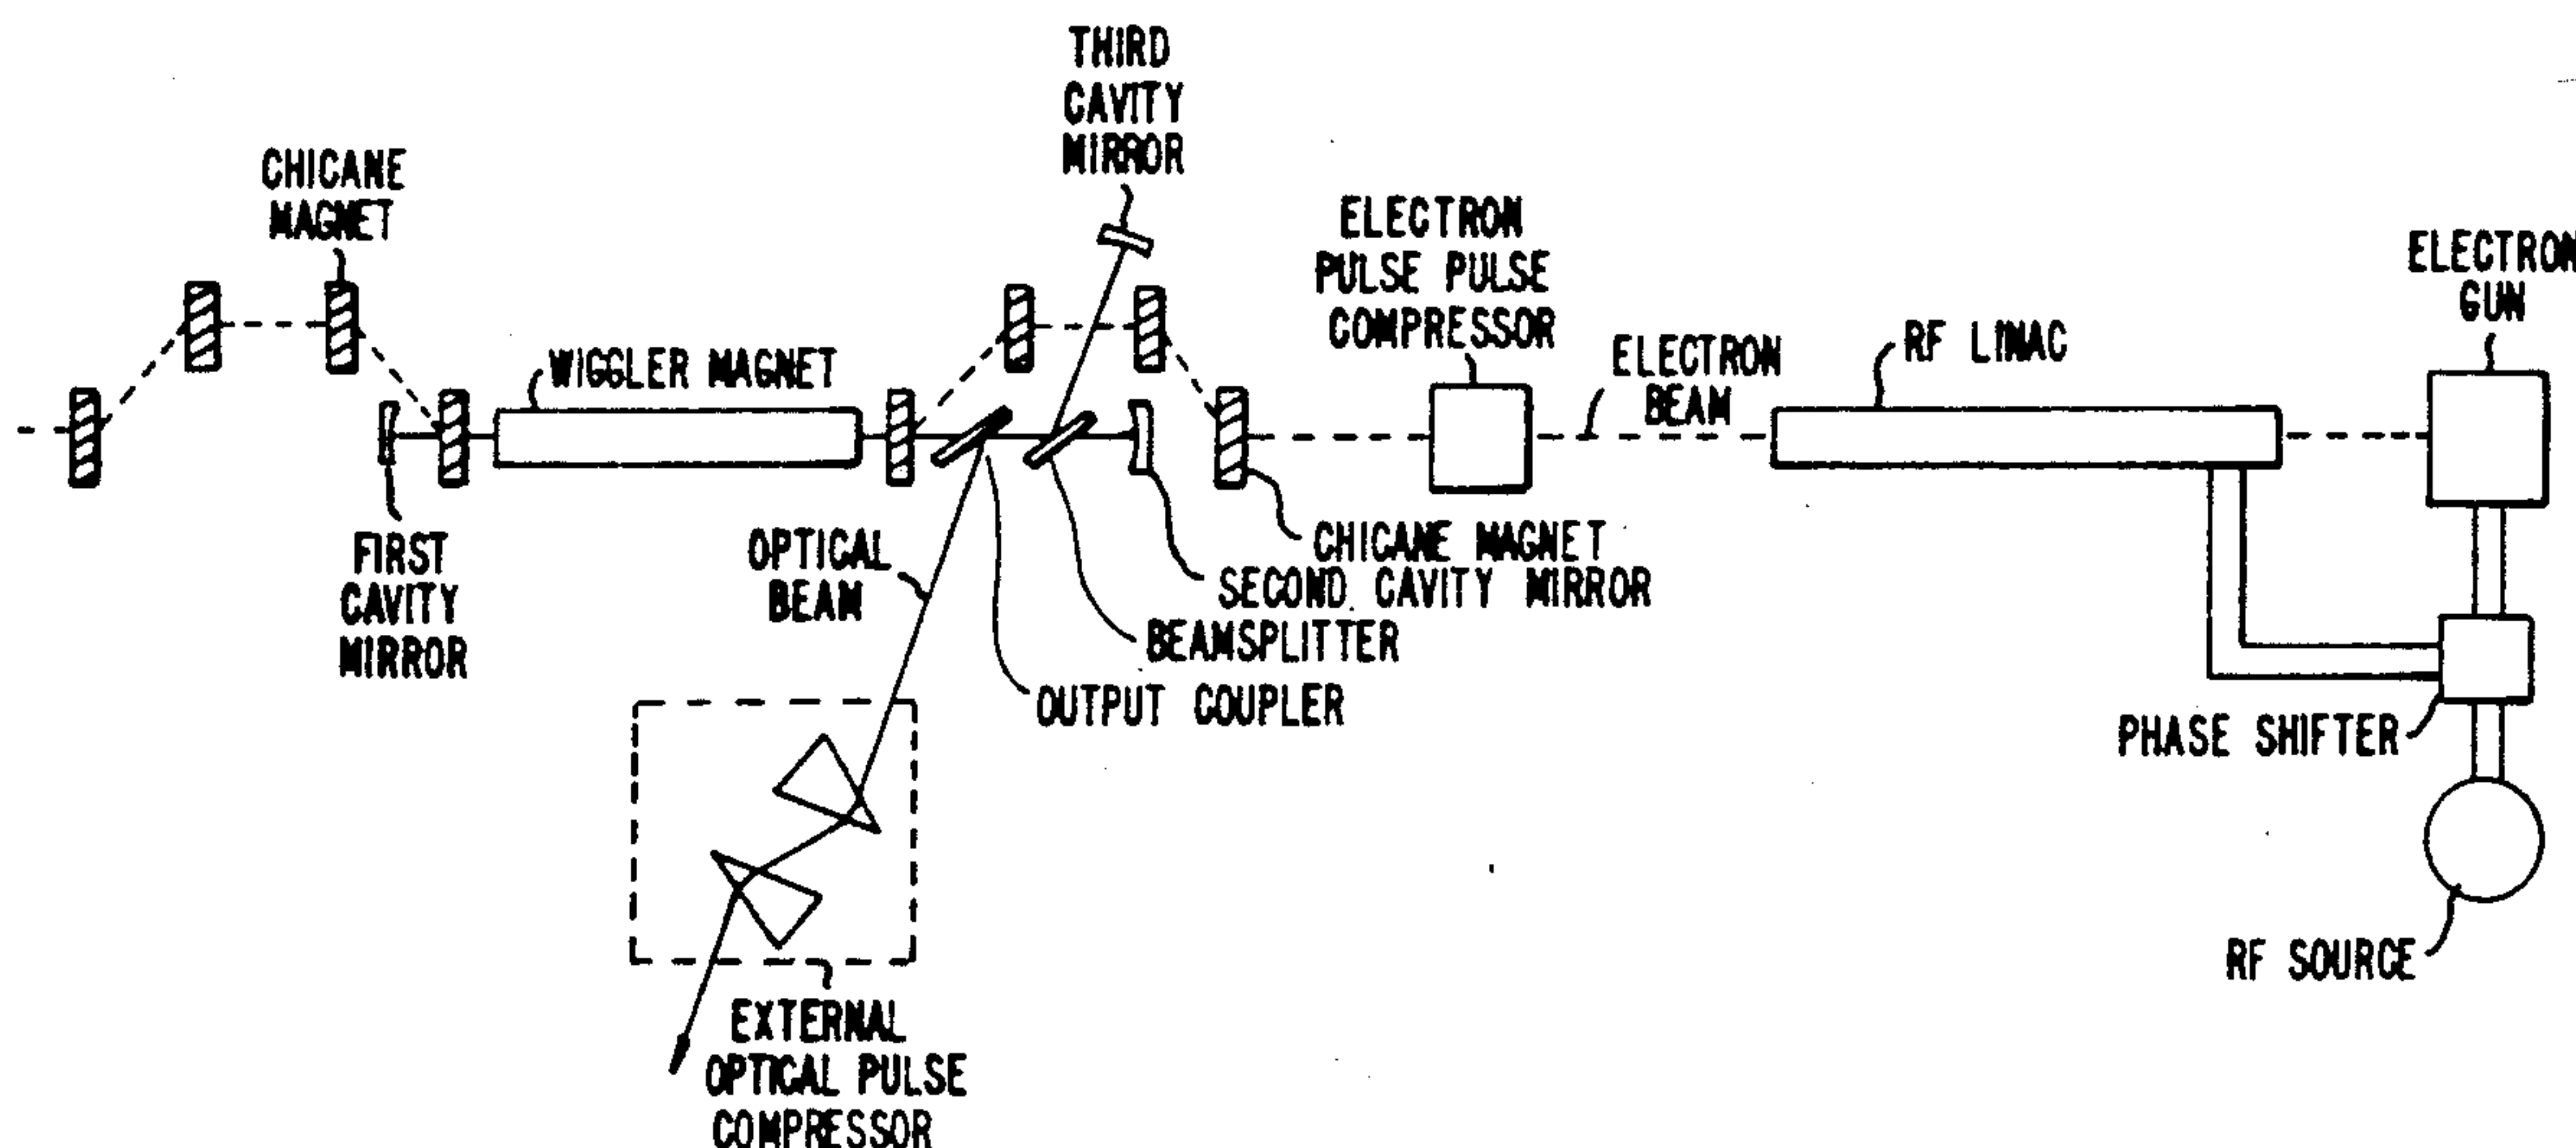 THIRD
CAVITY
MIRROR
CHICANE
MAGNET
ELECTRON
PULSE PULSE
COMPRESSOR
ELECTRON
GUN
WIGGLER MAGNET
ELECTRON
BEAM
RF LINAC
FIRST
CAVITY
MIRROR
OPTICAL
BEAM
CHICANE MAGNET
SECOND CAVITY MIRROR
BEAMSPLITTER
OUTPUT COUPLER
PHASE SHIFTER
RF SOURCE
EXTERNAL
OPTICAL PULSE
COMPRESSOR